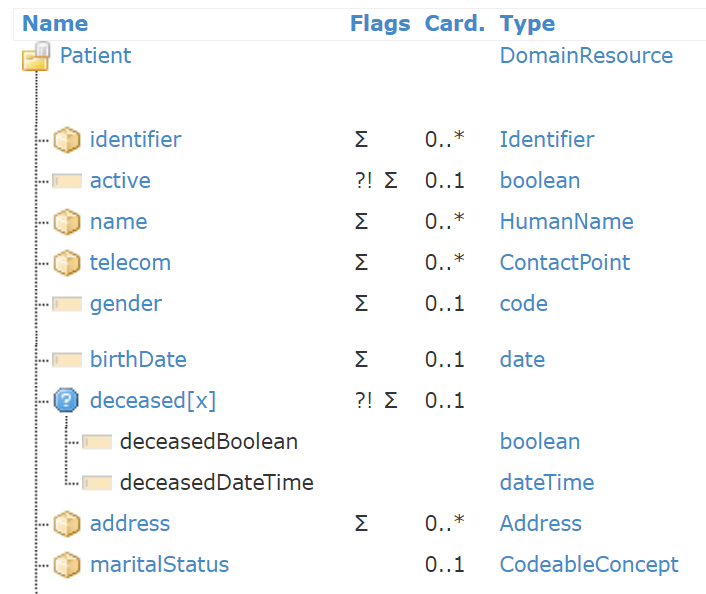 Name Flags Card. Type
Patient DomainResource
identifier Σ 0..* Identifier
active ?! Σ 0..1 boolean
name Σ 0..* HumanName
telecom Σ 0..* ContactPoint
gender Σ 0..1 code
birthDate Σ 0..1 date
deceased[x] ?! Σ 0..1
deceasedBoolean boolean
deceasedDateTime dateTime
address Σ 0..* Address
maritalStatus 0..1 CodeableConcept